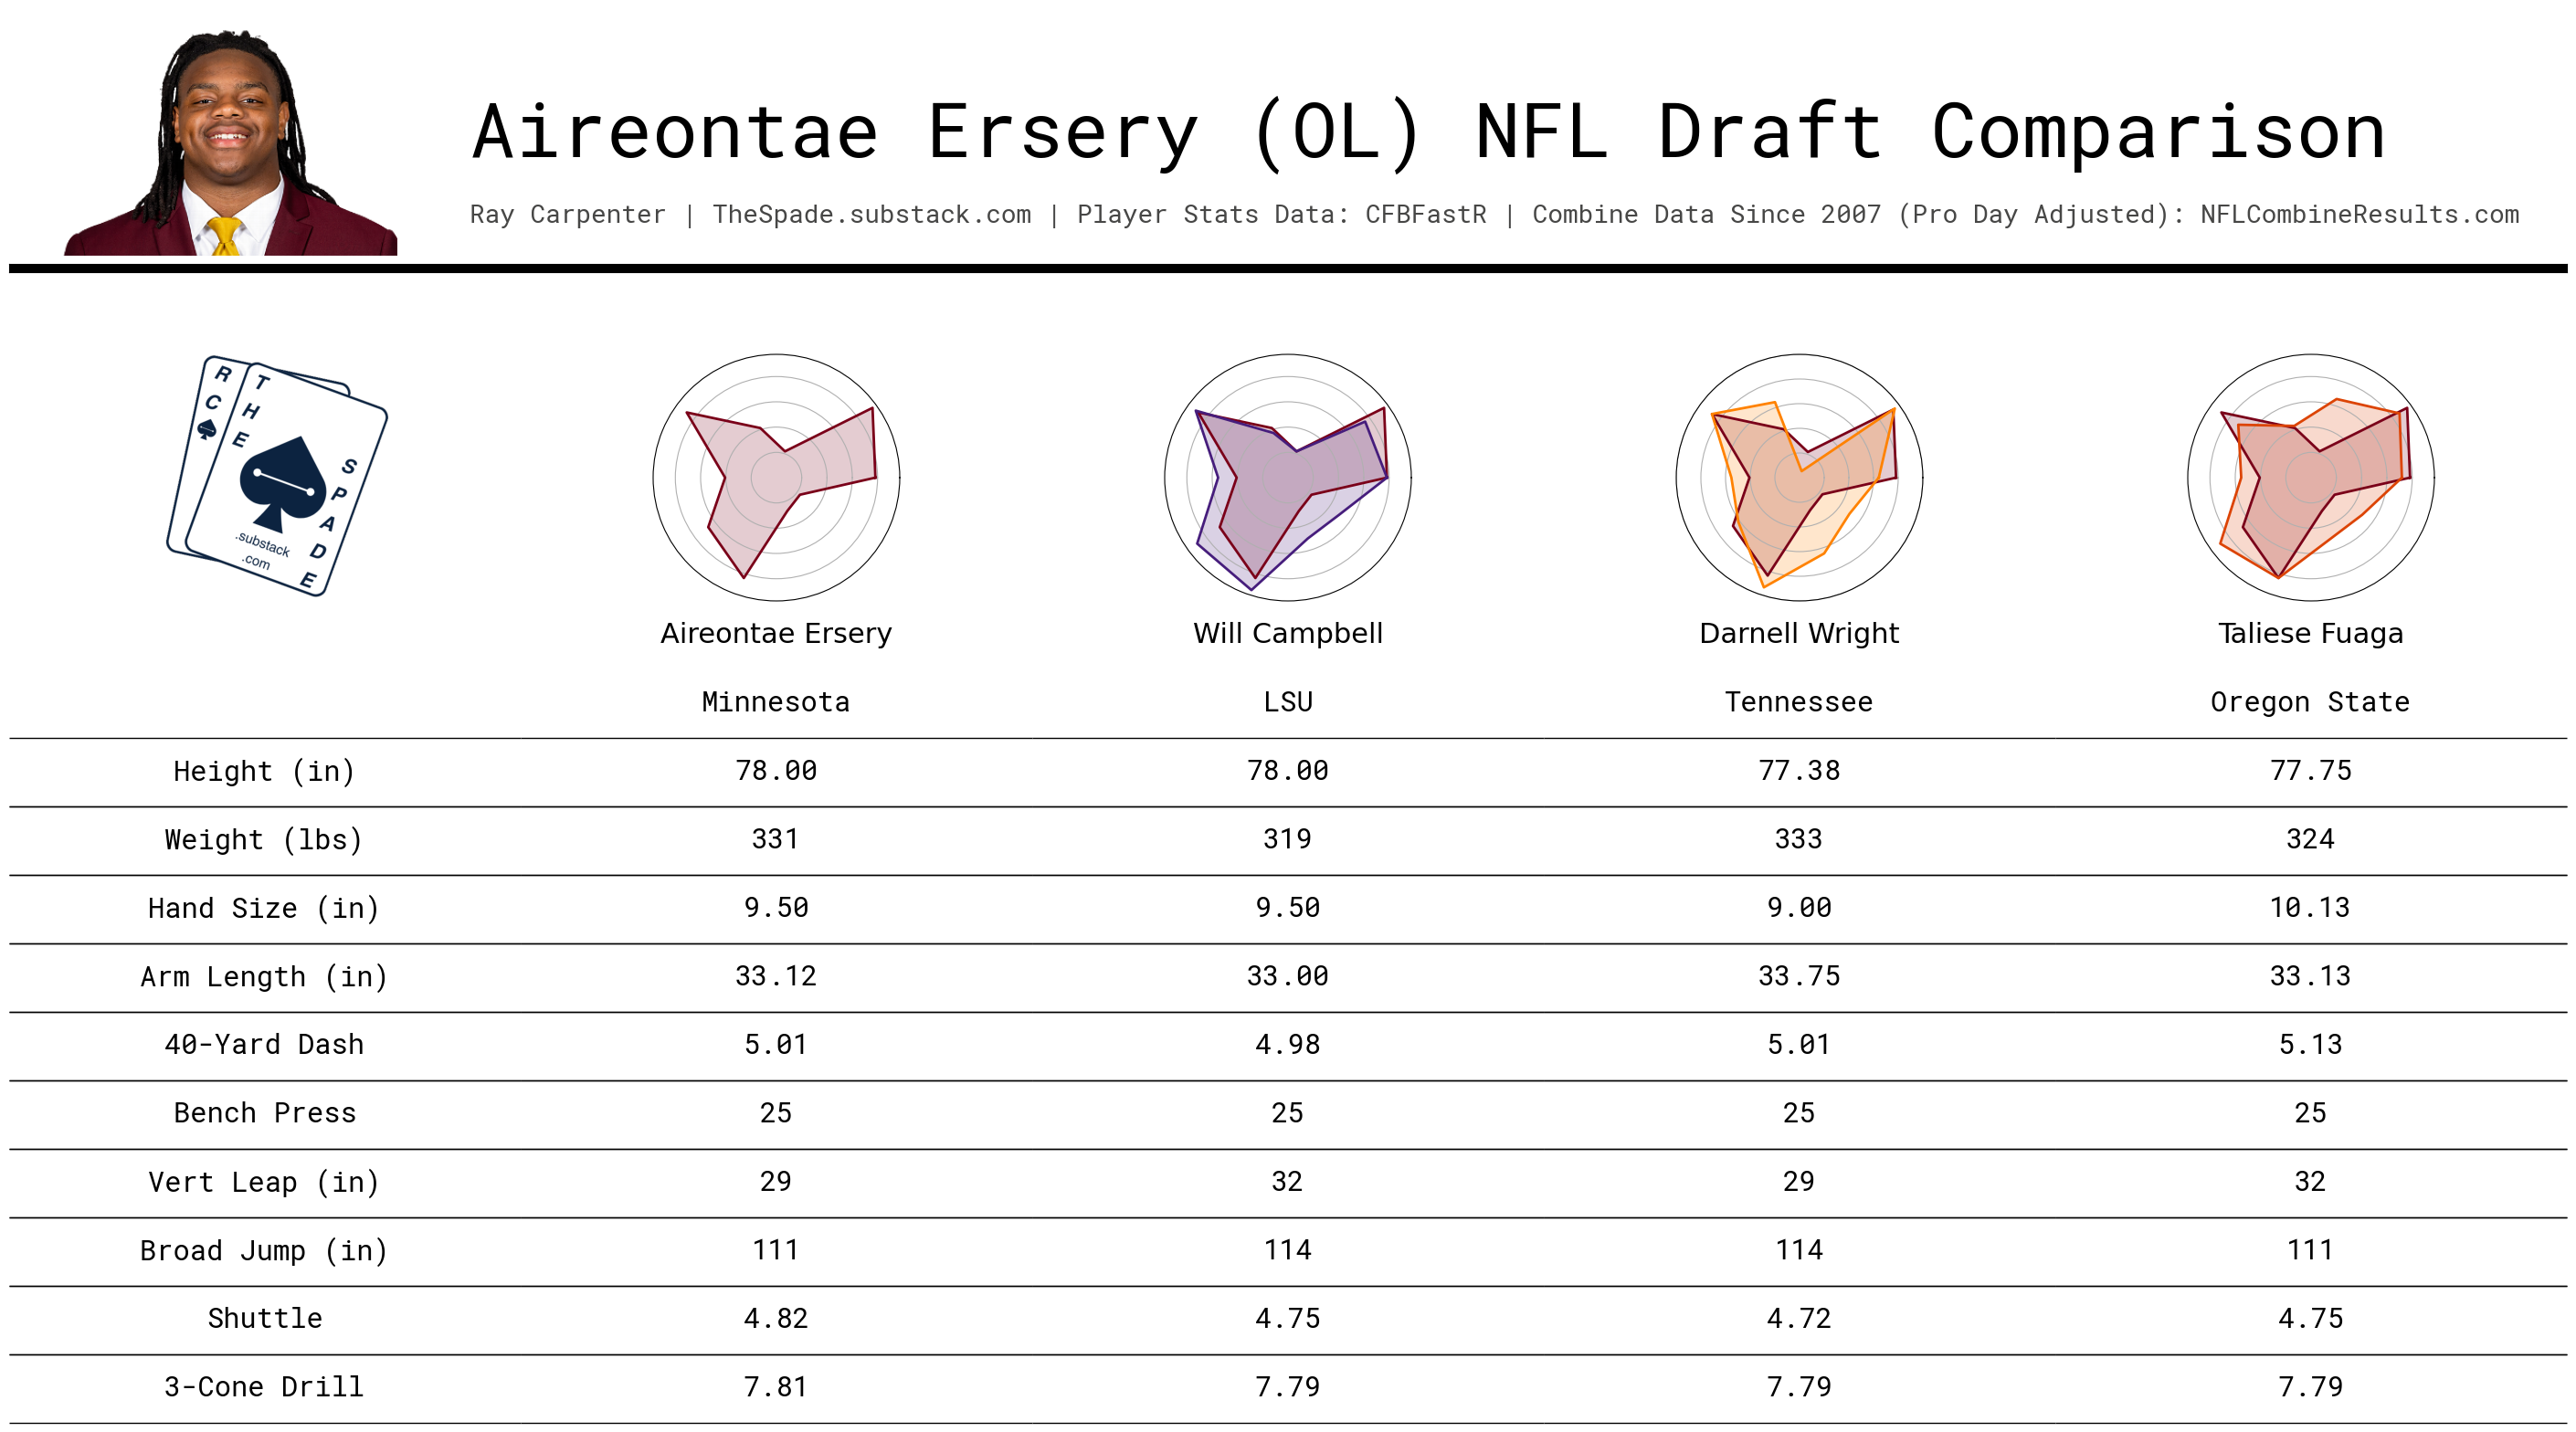 Aireontae Ersery (OL) NFL Draft Comparison
Ray Carpenter | TheSpade.substack.com | Player Stats Data: CFBFastR | Combine Data Since 2007 (Pro Day Adjusted): NFLCombineResults.com
R C
T H E
S P A D E
.substack
.com
Aireontae Ersery Will Campbell Darnell Wright Taliese Fuaga
Minnesota LSU Tennessee Oregon State
Height (in) 78.00 78.00 77.38 77.75
Weight (lbs) 331 319 333 324
Hand Size (in) 9.50 9.50 9.00 10.13
Arm Length (in) 33.12 33.00 33.75 33.13
40-Yard Dash 5.01 4.98 5.01 5.13
Bench Press 25 25 25 25
Vert Leap (in) 29 32 29 32
Broad Jump (in) 111 114 114 111
Shuttle 4.82 4.75 4.72 4.75
3-Cone Drill 7.81 7.79 7.79 7.79